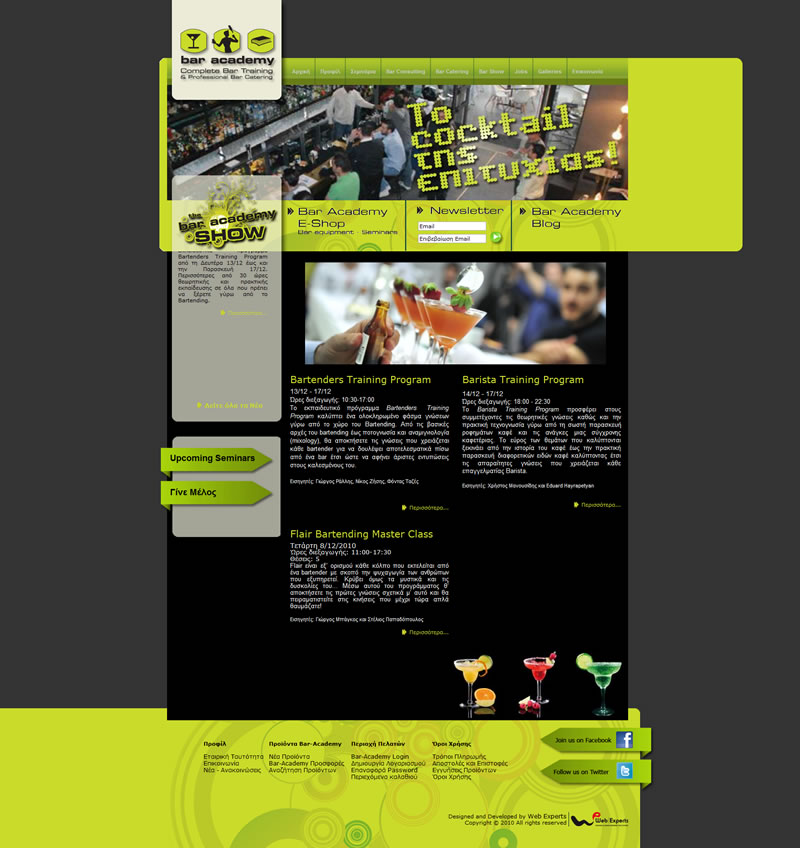 bar academy
Complete Bar Training
& Professional Bar Catering
Αρχική Προφίλ Σεμινάρια Bar Consulting Bar Catering Bar Show Jobs Galleries Επικοινωνία
Το
cocktail
της
επιτυχίας!
the
bar academy
SHOW
Bar Academy
E-Shop
Bar equipment - Seminars
Newsletter
Email
Επιβεβαίωση Email
Bar Academy
Blog
Bartenders Training Program
από τη Δευτέρα 13/12 έως και
την Παρασκευή 17/12.
Περισσότερες από 30 ώρες
θεωρητικής και πρακτικής
εκπαίδευσης σε όλα που πρέπει
να ξέρετε γύρω από το
Bartending.
Περισσότερα...
Δείτε όλα τα Νέα
Upcoming Seminars
Γίνε Μέλος
Bartenders Training Program
13/12 - 17/12
Ώρες διεξαγωγής: 10:30-17:00
Το εκπαιδευτικό πρόγραμμα Bartenders Training
Program καλύπτει ένα ολοκληρωμένο φάσμα γνώσεων
γύρω από το χώρο του Bartending. Από τις βασικές
αρχές του bartending έως ποτογνωσία και αναμιγνιολογία
(mixology), θα αποκτήσετε τις γνώσεις που χρειάζεται
κάθε bartender για να δουλέψει αποτελεσματικά πίσω
από ένα bar έτσι ώστε να αφήνει άριστες εντυπώσεις
στους καλεσμένους του.
Εισηγητές: Γιώργος Ράλλης, Νίκος Ζήσης, Φόντας Ταζές
Περισσότερα...
Barista Training Program
14/12 - 17/12
Ώρες διεξαγωγής: 18:00 - 22:30
Το Barista Training Program προσφέρει στους
συμμετέχοντες τις θεωρητικές γνώσεις καθώς και την
πρακτική τεχνογνωσία γύρω από τη σωστή παρασκευή
ροφημάτων καφέ και τις ανάγκες μιας σύγχρονης
καφετέριας. Το εύρος των θεμάτων που καλύπτονται
ξεκινάει από την ιστορία του καφέ έως την πρακτική
παρασκευή διαφορετικών ειδών καφέ καλύπτοντας έτσι
τις απαραίτητες γνώσεις που χρειάζεται κάθε
επαγγελματίας Barista.
Εισηγητές: Χρήστος Μανουσίδης και Eduard Hayrapetyan
Περισσότερα...
Flair Bartending Master Class
Τετάρτη 8/12/2010
Ώρες διεξαγωγής: 11:00-17:30
Θέσεις: 5
Flair είναι εξ' ορισμού κάθε κόλπο που εκτελείται από
ένα bartender με σκοπό την ψυχαγωγία των ανθρώπων
που εξυπηρετεί. Κρύβει όμως τα μυστικά και τις
δυσκολίες του... Μέσω αυτού του προγράμματος θ'
αποκτήσετε τις πρώτες γνώσεις σχετικά μ' αυτό και θα
πειραματιστείτε στις κινήσεις που μέχρι τώρα απλά
θαυμάζατε!
Εισηγητές: Γιώργος Μπάγκος και Στέλιος Παπαδόπουλος
Περισσότερα...
Προφίλ Προϊόντα Bar-Academy Περιοχή Πελατών Όροι Χρήσης
Εταιρική Ταυτότητα Νέα Προϊόντα Bar-Academy Login Τρόποι Πληρωμής
Επικοινωνία Bar-Academy Προσφορές Δημιουργία Λογαριασμού Αποστολές και Επιστροφές
Νέα - Ανακοινώσεις Αναζήτηση Προϊόντων Επαναφορά Password Εγγυήσεις Προϊόντων
Περιεχόμενα καλαθιού Όροι Χρήσης
Join us on Facebook
Follow us on Twitter
Designed and Developed by Web Experts
Copyright © 2010 All rights reserved
Web Experts